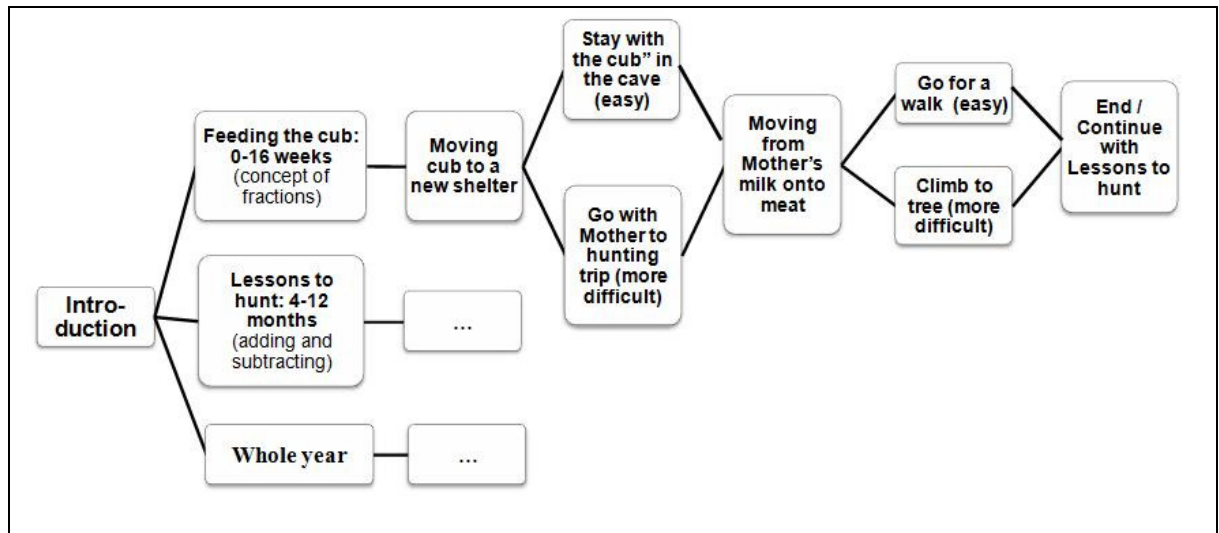 Intro-
duction
Feeding the cub:
0-16 weeks
(concept of
fractions)
Moving
cub to a
new shelter
Stay with
the cub” in
the cave
(easy)
Go with
Mother to
hunting
trip (more
difficult)
Moving
from
Mother’s
milk onto
meat
Go for a
walk (easy)
Climb to
tree (more
difficult)
End /
Continue
with
Lessons to
hunt
Lessons to
hunt: 4-12
months
(adding and
subtracting)
...
Whole year
...